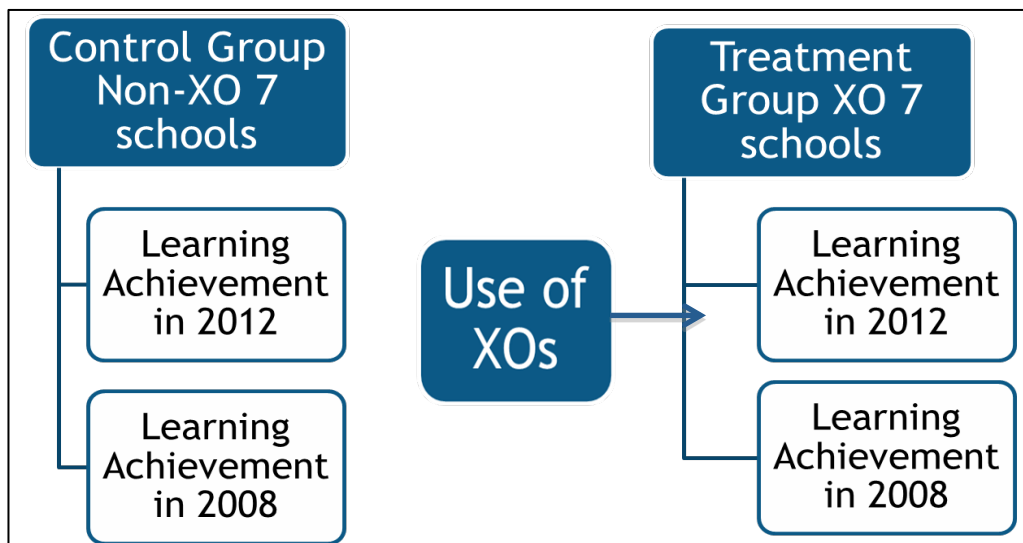 Control Group
Non-XO 7
schools
Learning
Achievement
in 2012
Learning
Achievement
in 2008
Use of
XOs
Treatment
Group XO 7
schools
Learning
Achievement
in 2012
Learning
Achievement
in 2008